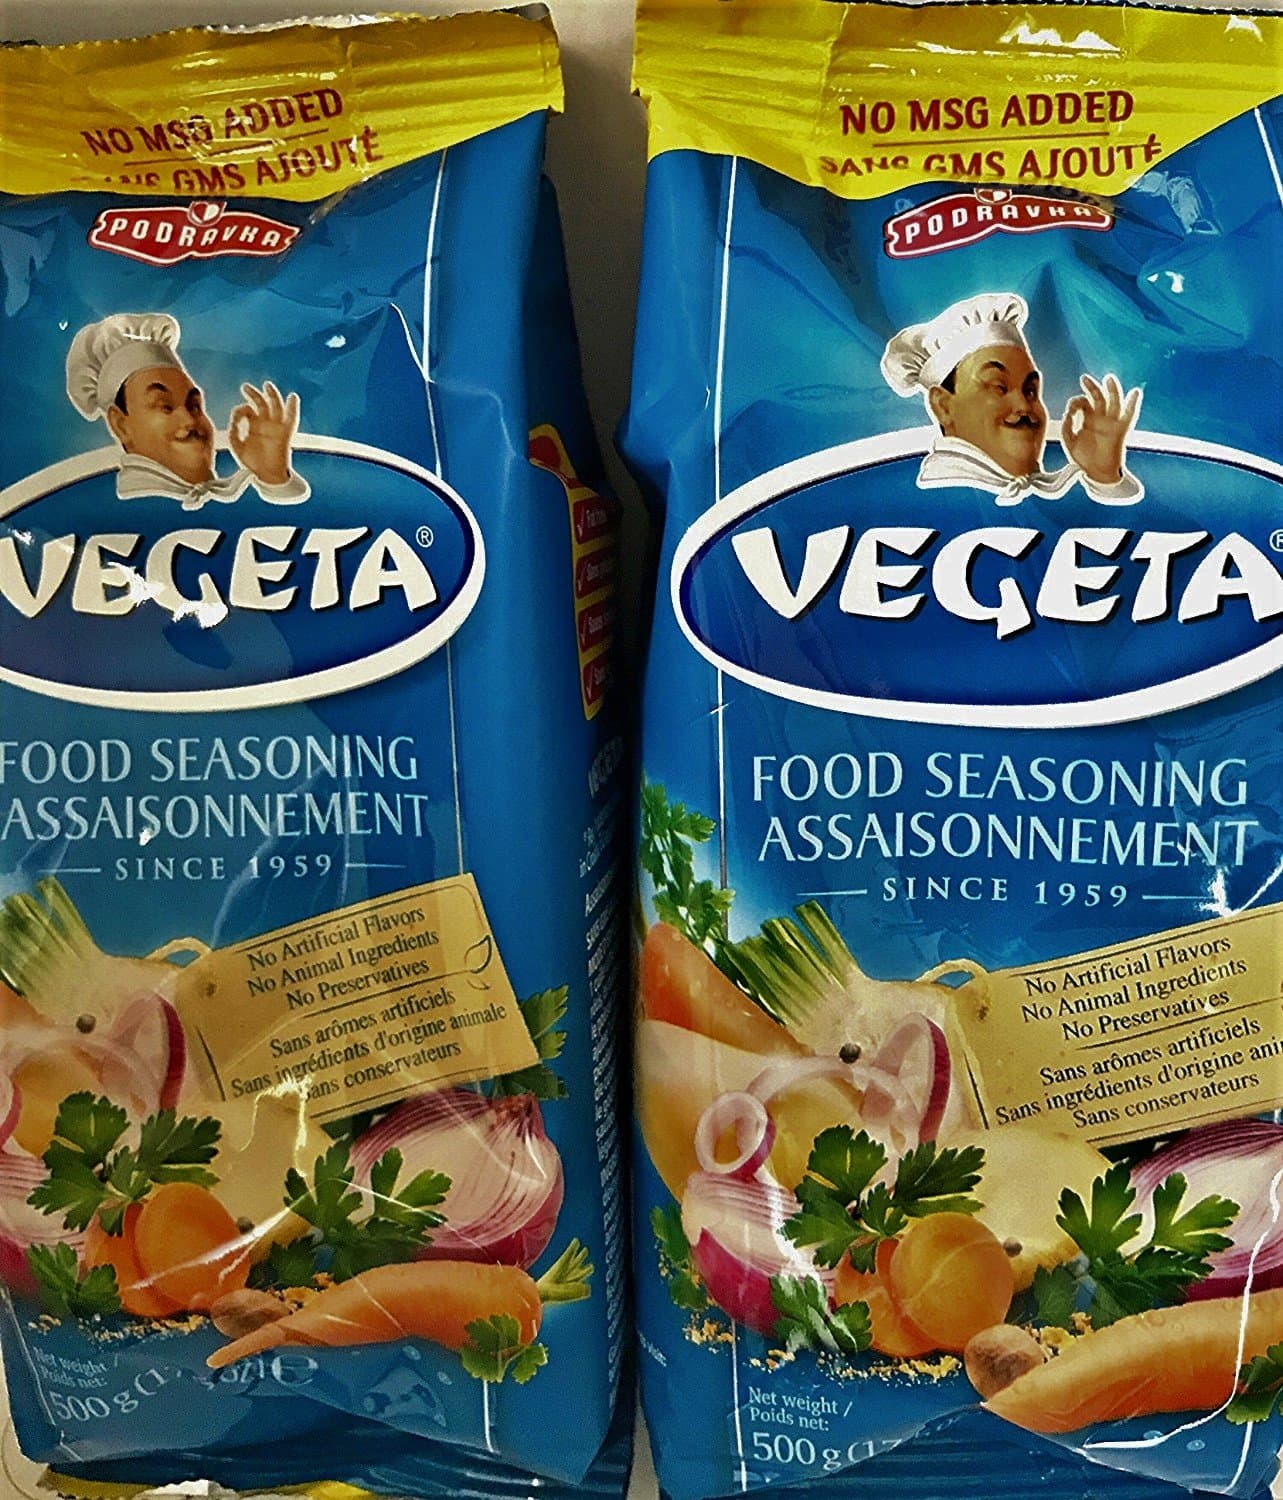 NO MSG ADDED
GMS AJOUTÉ
PODRAVKA
VEGETA®
FOOD SEASONING
ASSAISONNEMENT
SINCE 1959
No Artificial Flavors
No Animal Ingredients
No Preservatives
Sans arômes artificiels
Sans ingrédients d'origine animale
Sans conservateurs
Net weight /
Poids net:
500 g
NO MSG ADDED
SANS GMS AJOUTÉ
PODRAVKA
VEGETA®
FOOD SEASONING
ASSAISONNEMENT
SINCE 1959
No Artificial Flavors
No Animal Ingredients
No Preservatives
Sans arômes artificiels
Sans ingrédients d'origine
Sans conservateurs
Net weight /
Poids net:
500 g